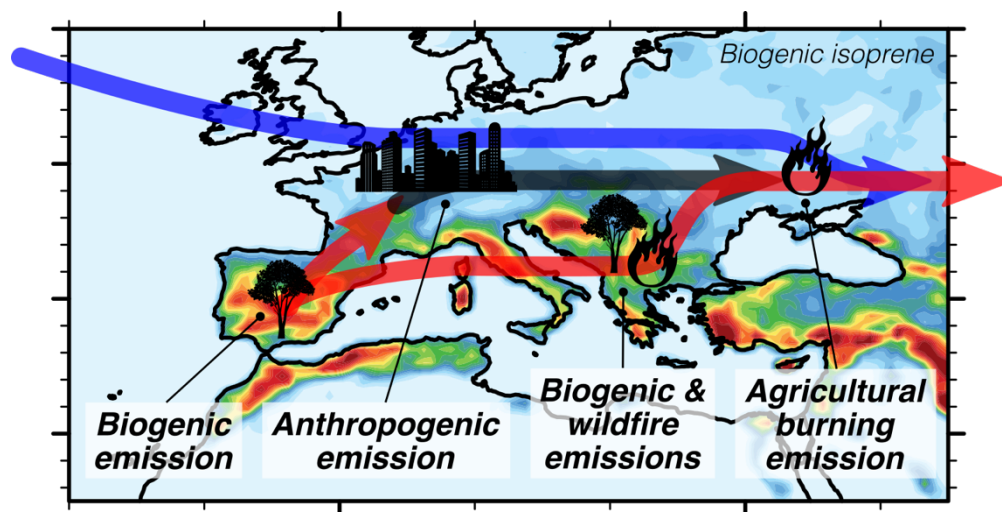 Biogenic isoprene
Biogenic
emission
Anthropogenic
emission
Biogenic &
wildfire
emissions
Agricultural
burning
emission